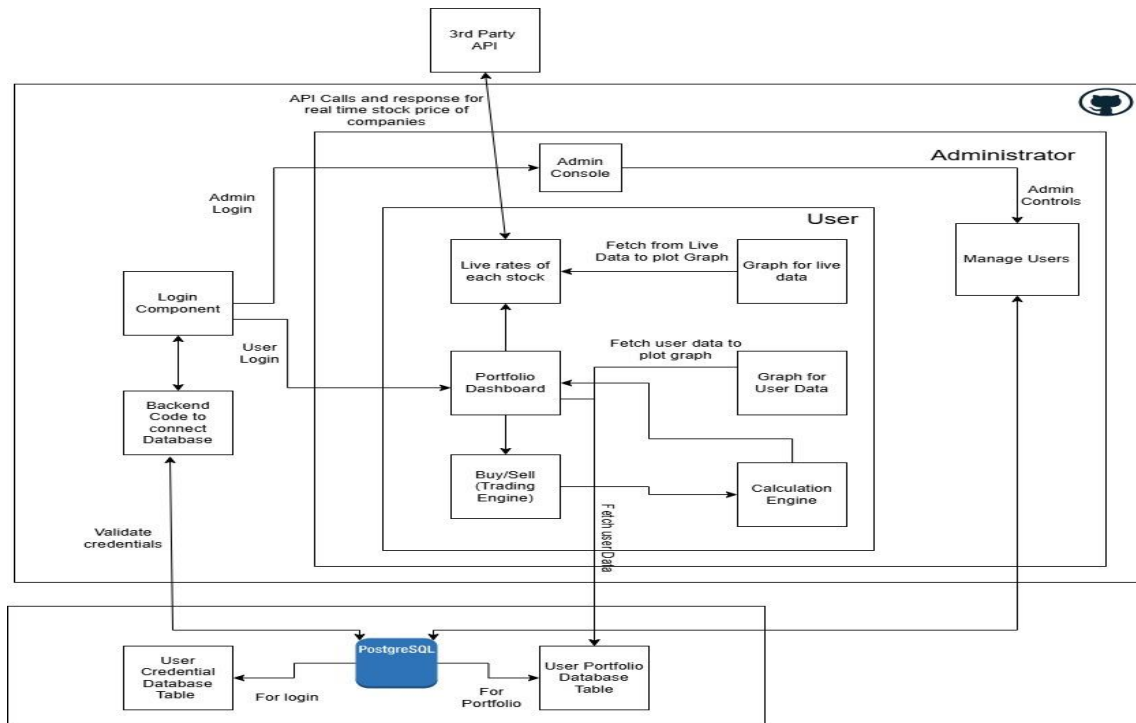 3rd Party
API
API Calls and response for
real time stock price of
companies
Administrator
Admin
Console
Admin
Login
Admin
Controls
User
Live rates of
each stock
Fetch from Live
Data to plot Graph
Graph for live
data
Manage Users
Login
Component
User
Login
Fetch user data to
plot graph
Portfolio
Dashboard
Graph for
User Data
Backend
Code to
connect
Database
Buy/Sell
(Trading
Engine)
Calculation
Engine
Fetch user Data
Validate
credentials
PostgreSQL
User
Credential
Database
Table
For login
For
Portfolio
User Portfolio
Database
Table